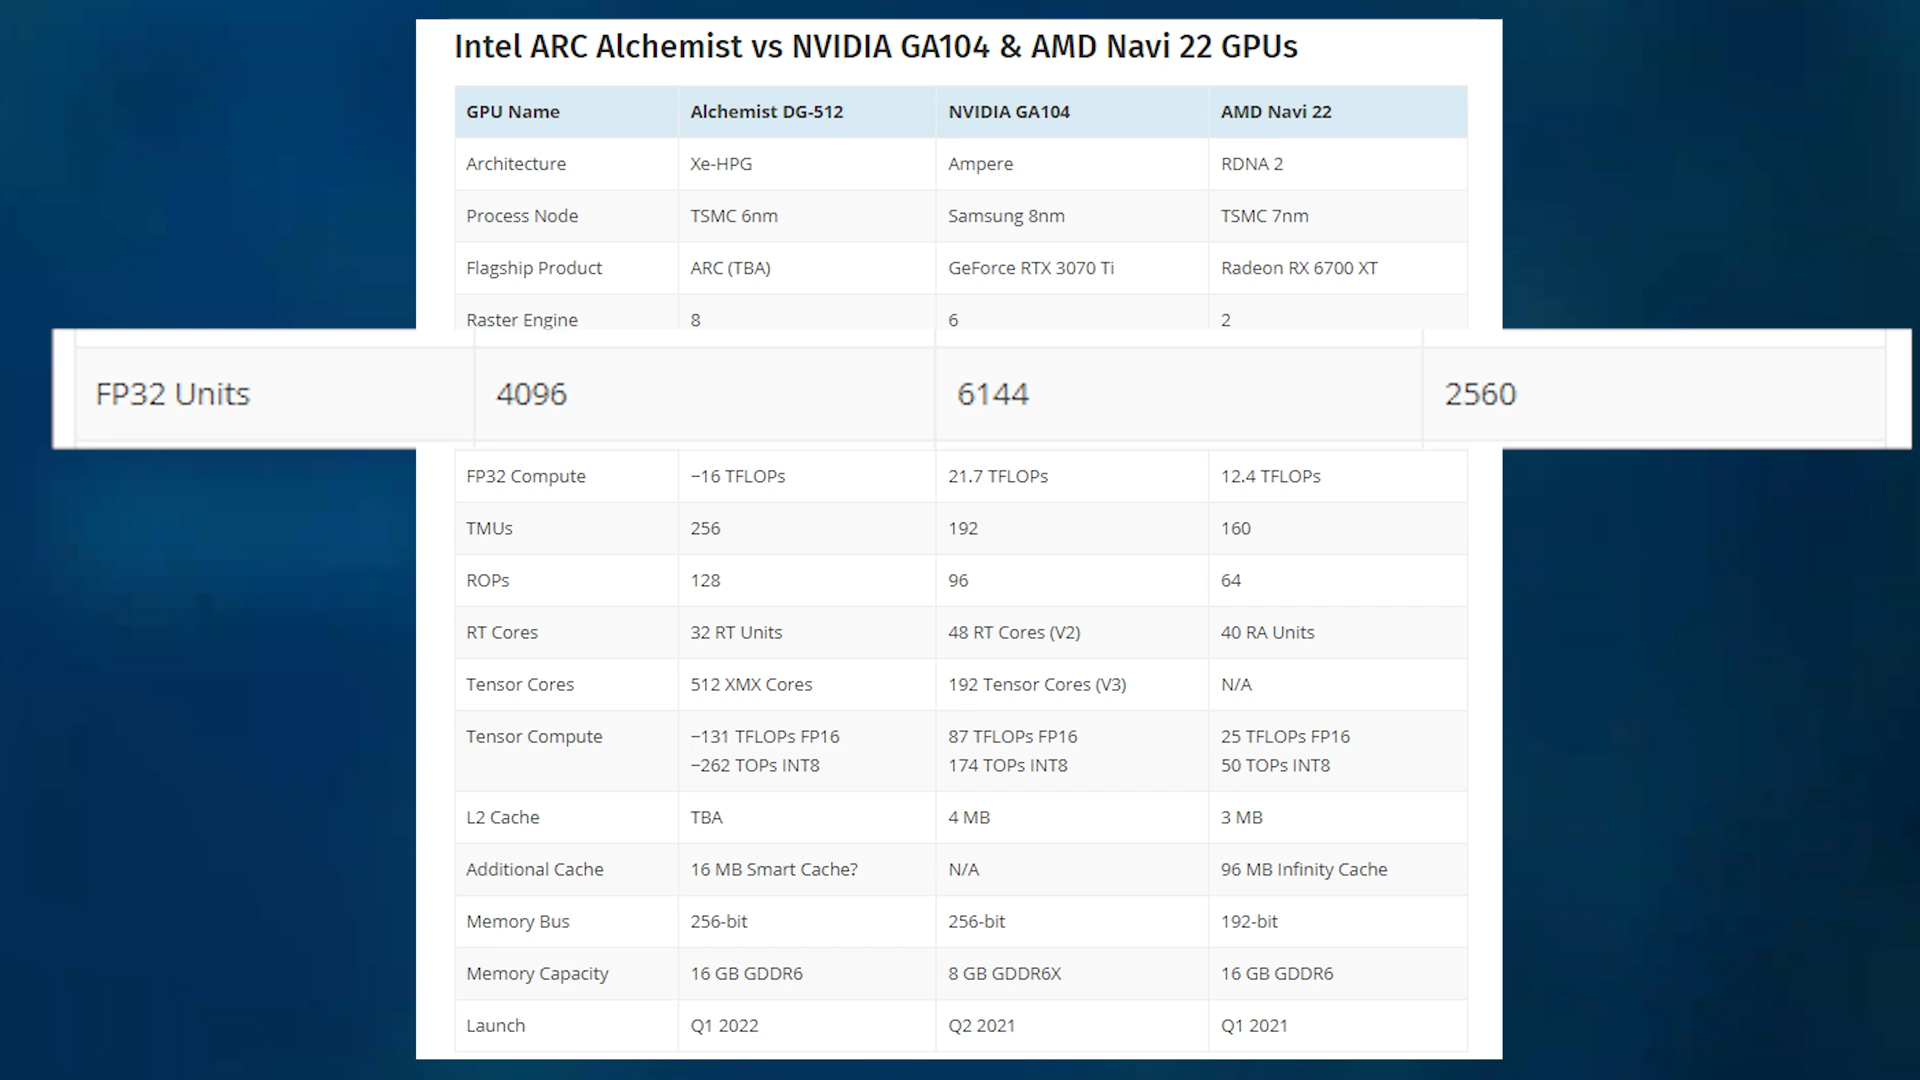 Intel ARC Alchemist vs NVIDIA GA104 & AMD Navi 22 GPUs
GPU Name Alchemist DG-512 NVIDIA GA104 AMD Navi 22
Architecture Xe-HPG Ampere RDNA 2
Process Node TSMC 6nm Samsung 8nm TSMC 7nm
Flagship Product ARC (TBA) GeForce RTX 3070 Ti Radeon RX 6700 XT
Raster Engine 8 6 2
FP32 Units 4096 6144 2560
FP32 Compute ~16 TFLOPs 21.7 TFLOPs 12.4 TFLOPs
TMUs 256 192 160
ROPs 128 96 64
RT Cores 32 RT Units 48 RT Cores (V2) 40 RA Units
Tensor Cores 512 XMX Cores 192 Tensor Cores (V3) N/A
Tensor Compute ~131 TFLOPs FP16 87 TFLOPs FP16 25 TFLOPs FP16
~262 TOPs INT8 174 TOPs INT8 50 TOPs INT8
L2 Cache TBA 4 MB 3 MB
Additional Cache 16 MB Smart Cache? N/A 96 MB Infinity Cache
Memory Bus 256-bit 256-bit 192-bit
Memory Capacity 16 GB GDDR6 8 GB GDDR6X 16 GB GDDR6
Launch Q1 2022 Q2 2021 Q1 2021